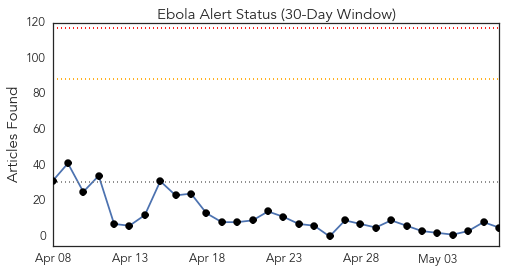 Ebola Alert Status (30-Day Window)
Articles Found
120
100
80
60
40
20
0
Apr 08
Apr 13
Apr 18
Apr 23
Apr 28
May 03